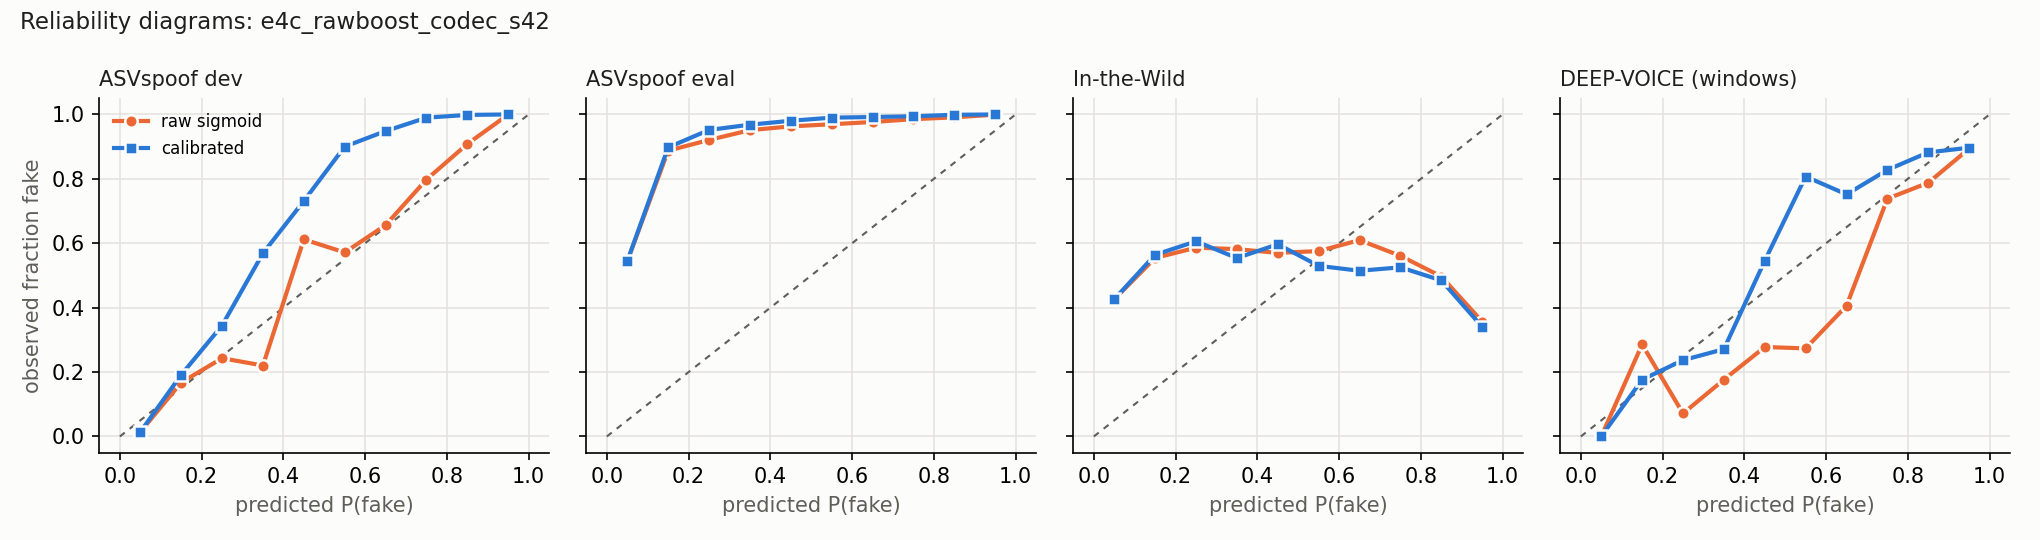 Reliability diagrams: e4c_rawboost_codec_s42
ASVspoof dev
ASVspoof eval
In-the-Wild
DEEP-VOICE (windows)
raw sigmoid
calibrated
observed fraction fake
1.0
0.8
0.6
0.4
0.2
0.0
0.0 0.2 0.4 0.6 0.8 1.0
0.0 0.2 0.4 0.6 0.8 1.0
0.0 0.2 0.4 0.6 0.8 1.0
0.0 0.2 0.4 0.6 0.8 1.0
predicted P(fake)
predicted P(fake)
predicted P(fake)
predicted P(fake)